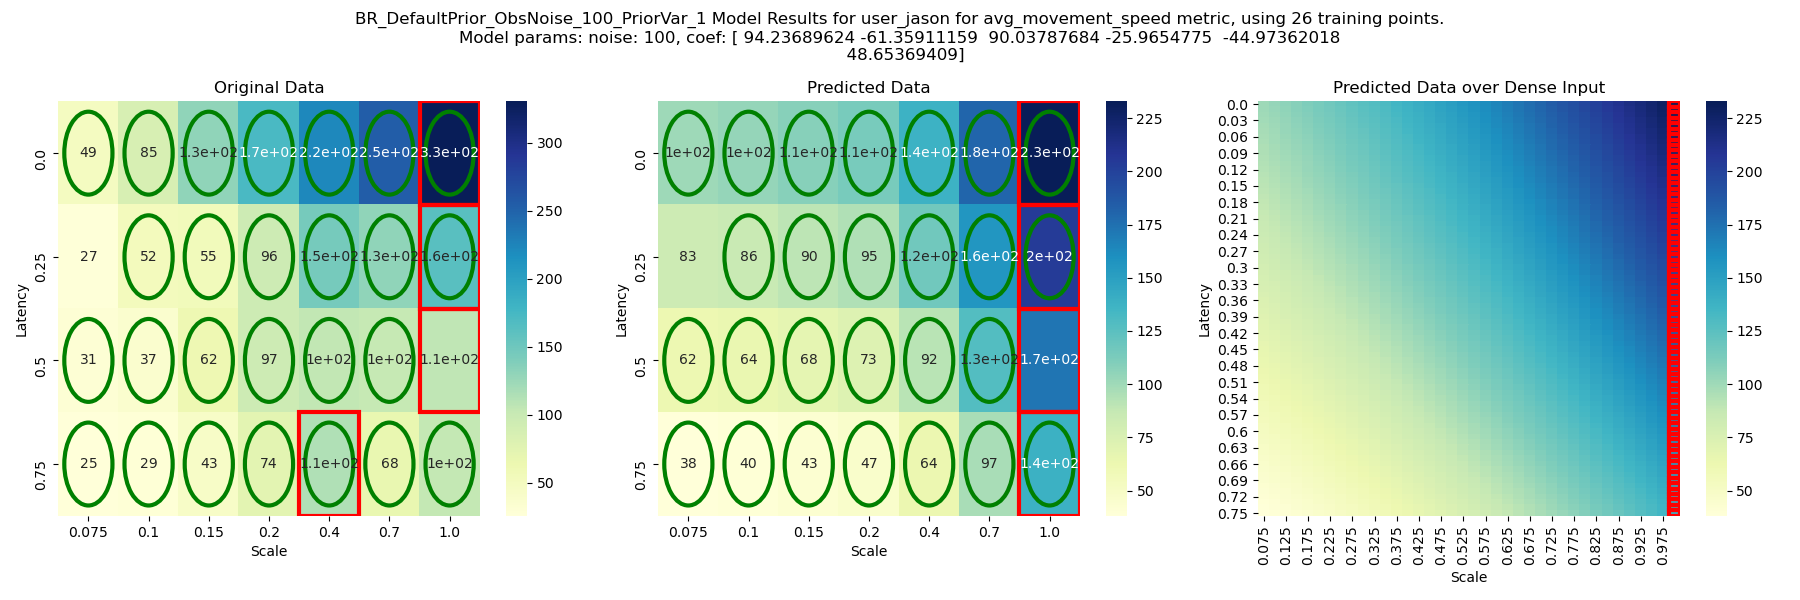 BR_DefaultPrior_ObsNoise_100_PriorVar_1 Model Results for user_jason for avg_movement_speed metric, using 26 training points.
Model params: noise: 100, coef: [ 94.23689624 -61.35911159  90.03787684 -25.9654775  -44.97362018
48.65369409]
Original Data
Latency
0.0
49 85 1.3e+02 1.7e+02 2.2e+02 2.5e+02 3.3e+02
0.25
27 52 55 96 1.5e+02 1.3e+02 1.6e+02
0.5
31 37 62 97 1e+02 1e+02 1.1e+02
0.75
25 29 43 74 1.1e+02 68 1e+02
0.075 0.1 0.15 0.2 0.4 0.7 1.0
Scale
300
250
200
150
100
50
Predicted Data
Latency
0.0
1e+02 1e+02 1.1e+02 1.1e+02 1.4e+02 1.8e+02 2.3e+02
0.25
83 86 90 95 1.2e+02 1.6e+02 2e+02
0.5
62 64 68 73 92 1.3e+02 1.7e+02
0.75
38 40 43 47 64 97 1.4e+02
0.075 0.1 0.15 0.2 0.4 0.7 1.0
Scale
225
200
175
150
125
100
75
50
Predicted Data over Dense Input
Latency
0.0
0.03
0.06
0.09
0.12
0.15
0.18
0.21
0.24
0.27
0.3
0.33
0.36
0.39
0.42
0.45
0.48
0.51
0.54
0.57
0.6
0.63
0.66
0.69
0.72
0.75
0.075 0.125 0.175 0.225 0.275 0.325 0.375 0.425 0.475 0.525 0.575 0.625 0.675 0.725 0.775 0.825 0.875 0.925 0.975
Scale
225
200
175
150
125
100
75
50